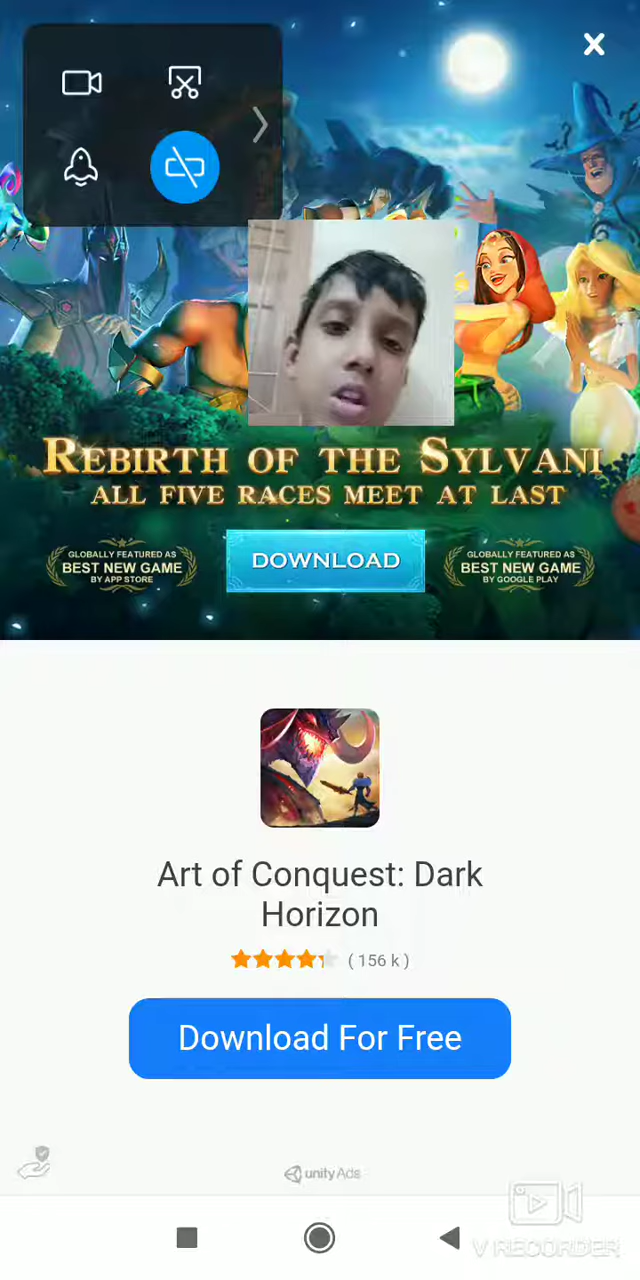 REBIRTH OF THE SYLVANI
ALL FIVE RACES MEET AT LAST
GLOBALLY FEATURED AS
BEST NEW GAME
BY APP STORE
DOWNLOAD
GLOBALLY FEATURED AS
BEST NEW GAME
BY GOOGLE PLAY
Art of Conquest: Dark
Horizon
( 156 k )
Download For Free
unity Ads
V RECORDER